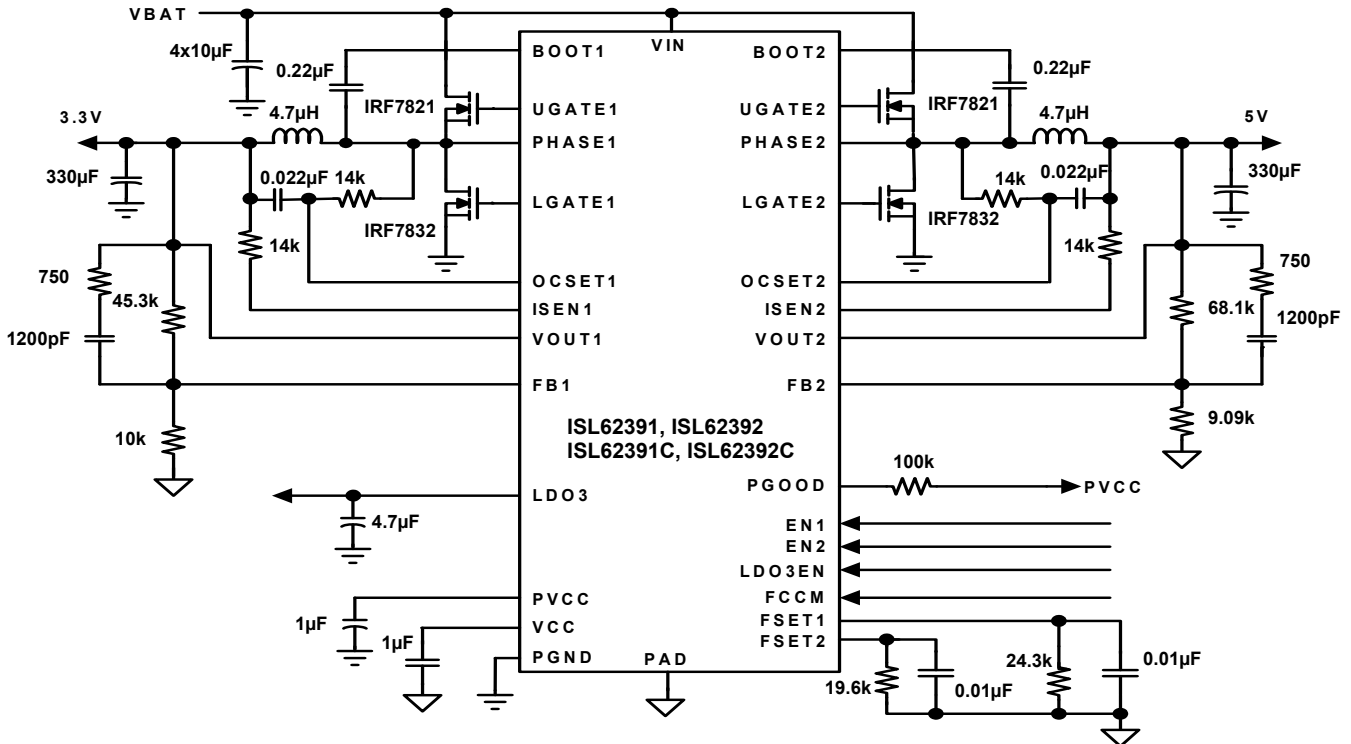 VBAT
VIN
4x10µF
BOOT1
BOOT2
0.22µF
0.22µF
IRF7821
IRF7821
UGATE1
UGATE2
3.3V
4.7µH
4.7µH
5V
PHASE1
PHASE2
330µF
0.022µF
14k
14k
0.022µF
330µF
LGATE1
LGATE2
IRF7832
IRF7832
14k
14k
750
750
OCSET1
OCSET2
45.3k
ISEN1
ISEN2
68.1k
1200pF
1200pF
VOUT1
VOUT2
FB1
FB2
10k
9.09k
ISL62391, ISL62392
ISL62391C, ISL62392C
100k
LDO3
PGOOD
PVCC
4.7µF
EN1
EN2
LDO3EN
PVCC
FCCM
1µF
FSET1
VCC
1µF
FSET2
PGND
PAD
24.3k
0.01µF
19.6k
0.01µF